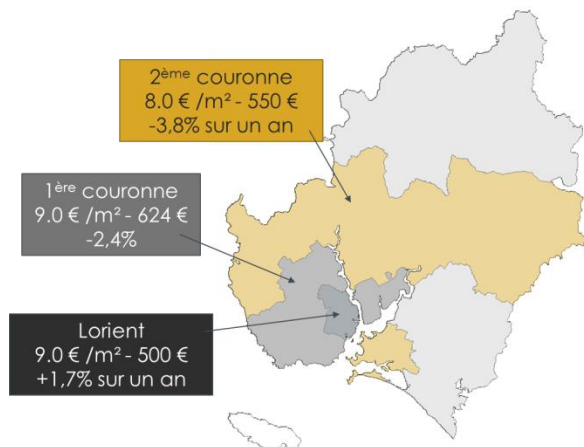 2ème couronne
8.0 € /m² - 550 €
-3,8% sur un an
1ère couronne
9.0 € /m² - 624 €
-2,4%
Lorient
9.0 € /m² - 500 €
+1,7% sur un an